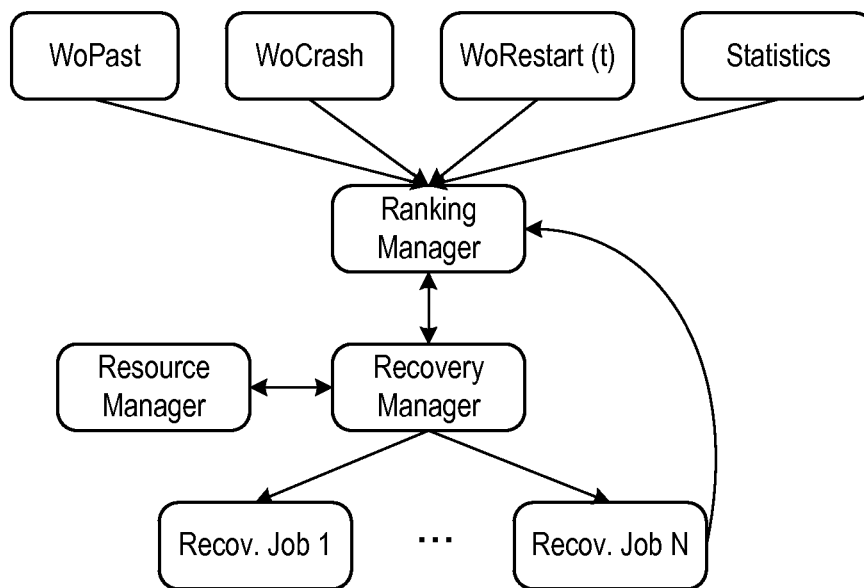 WoPast
WoCrash
WoRestart (t)
Statistics
Ranking
Manager
Resource
Manager
Recovery
Manager
Recov. Job 1
...
Recov. Job N